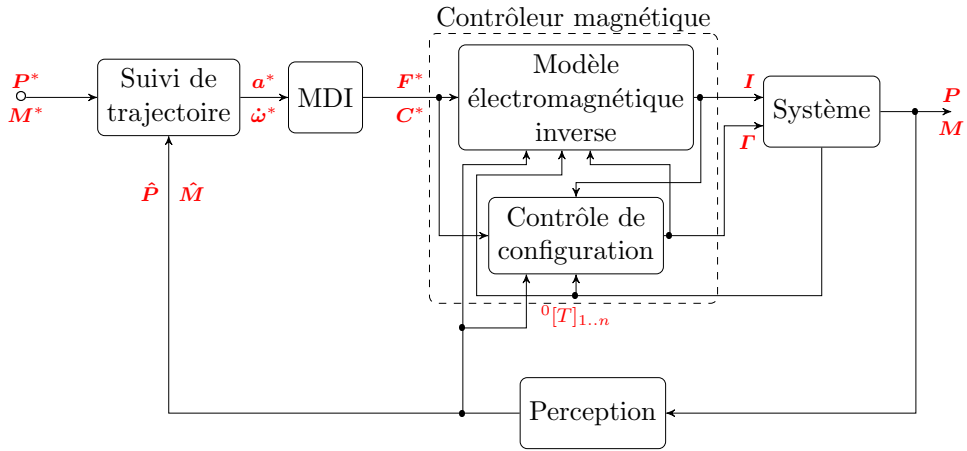 Contrôleur magnétique
P*
M*
Suivi de
trajectoire
a*
ω̇*
MDI
F*
C*
Modèle
électromagnétique
inverse
I
Γ
Système
P
M
P̂ M̂
Contrôle de
configuration
⁰[T]₁..ₙ
Perception